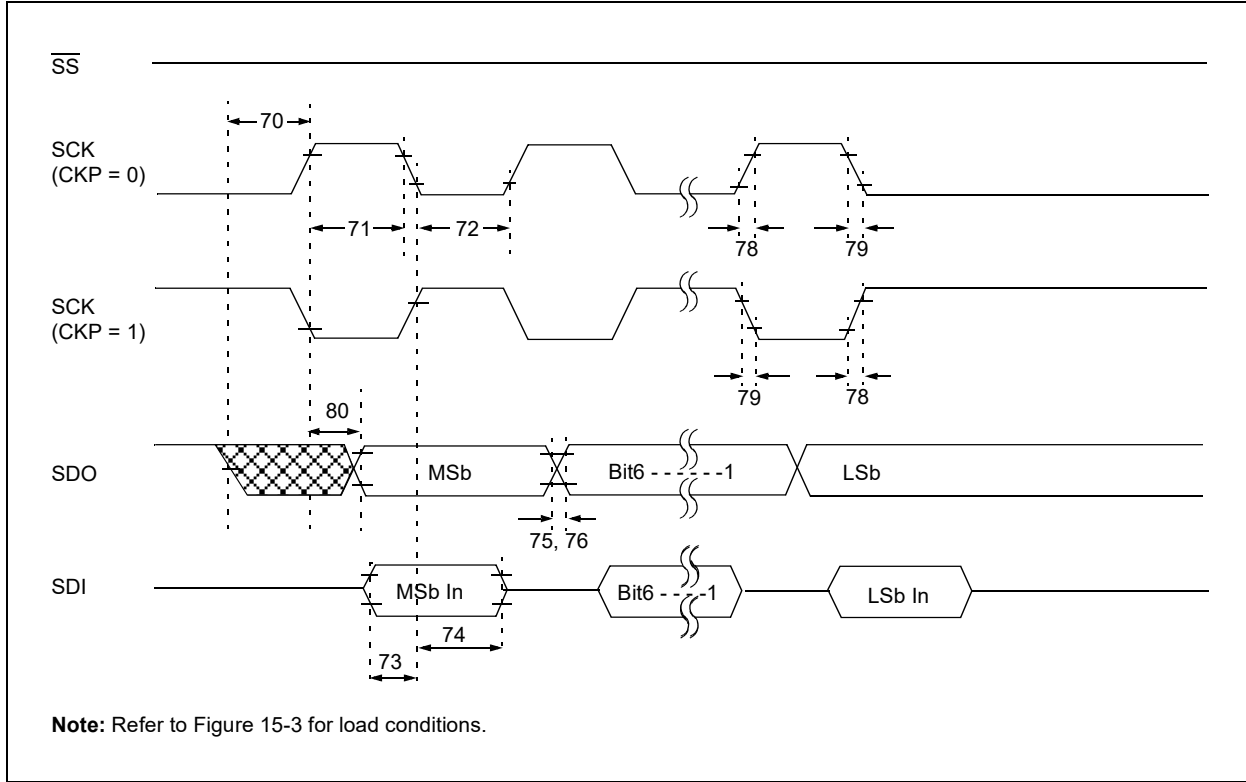 SS
70
SCK
(CKP = 0)
71
72
78
79
SCK
(CKP = 1)
79
78
80
SDO
MSb
Bit6 - - - - - -1
LSb
75, 76
SDI
MSb In
Bit6 - - - -1
LSb In
74
73
Note: Refer to Figure 15-3 for load conditions.